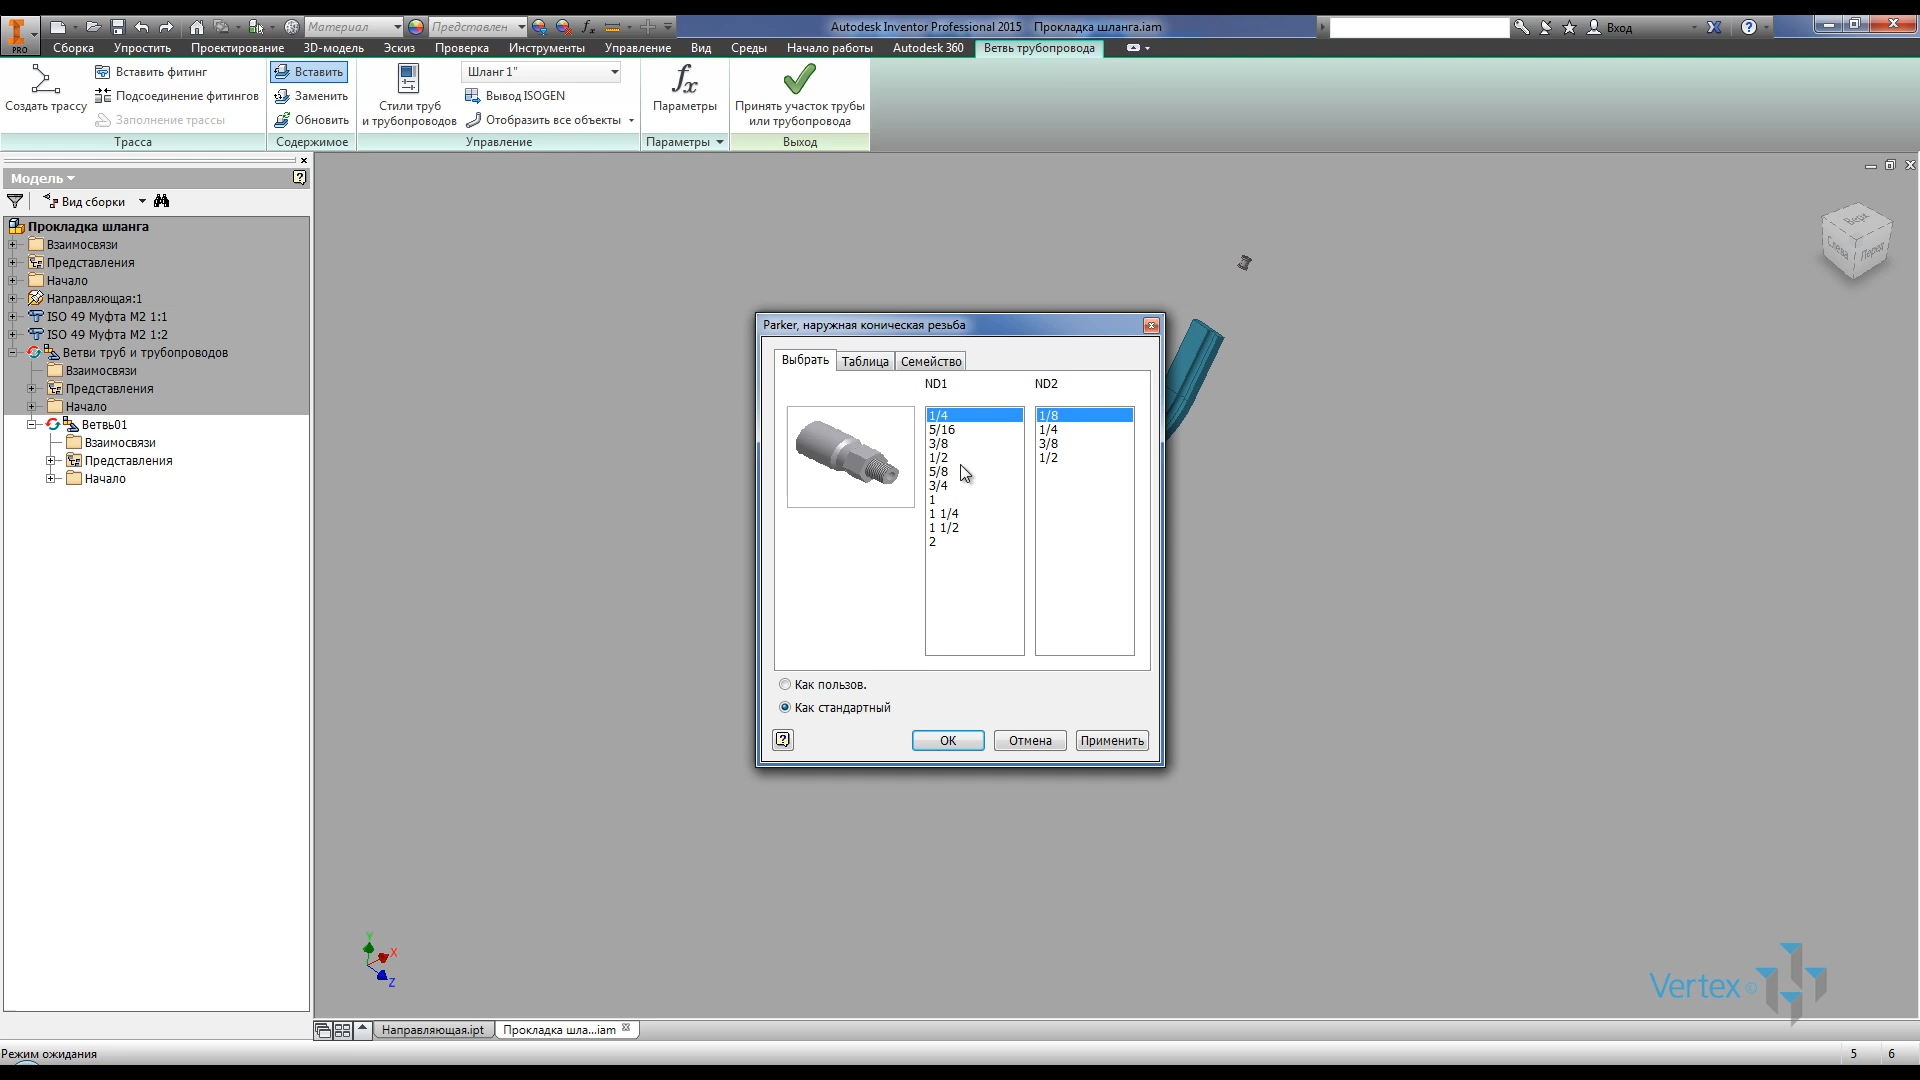 Материал
Представлен
Autodesk Inventor Professional 2015 Прокладка шланга.iam
Вход
PRO
Сборка Упростить Проектирование 3D-модель Эскиз Проверка Инструменты Управление Вид Среды Начало работы Autodesk 360 Ветвь трубопровода
Создать трассу
Вставить фитинг
Подсоединение фитингов
Заполнение трассы
Трасса
Вставить
Заменить
Обновить
Содержимое
Стили труб
и трубопроводов
Шланг 1"
Вывод ISOGEN
Отобразить все объекты
Управление
fx
Параметры
Параметры
Принять участок трубы
или трубопровода
Выход
Модель
Вид сборки
Прокладка шланга
Взаимосвязи
Представления
Начало
Направляющая:1
ISO 49 Муфта M2 1:1
ISO 49 Муфта M2 1:2
Ветви труб и трубопроводов
Взаимосвязи
Представления
Начало
Ветвь01
Взаимосвязи
Представления
Начало
Верх
Слева
Перед
Parker, наружная коническая резьба
Выбрать Таблица Семейство
ND1 ND2
1/4 1/8
5/16 1/4
3/8 3/8
1/2 1/2
5/8
3/4
1
1 1/4
1 1/2
2
Как пользов.
Как стандартный
OK Отмена Применить
Y
X
Z
Vertex ©
Направляющая.ipt Прокладка шла...iam
Режим ожидания
5 6